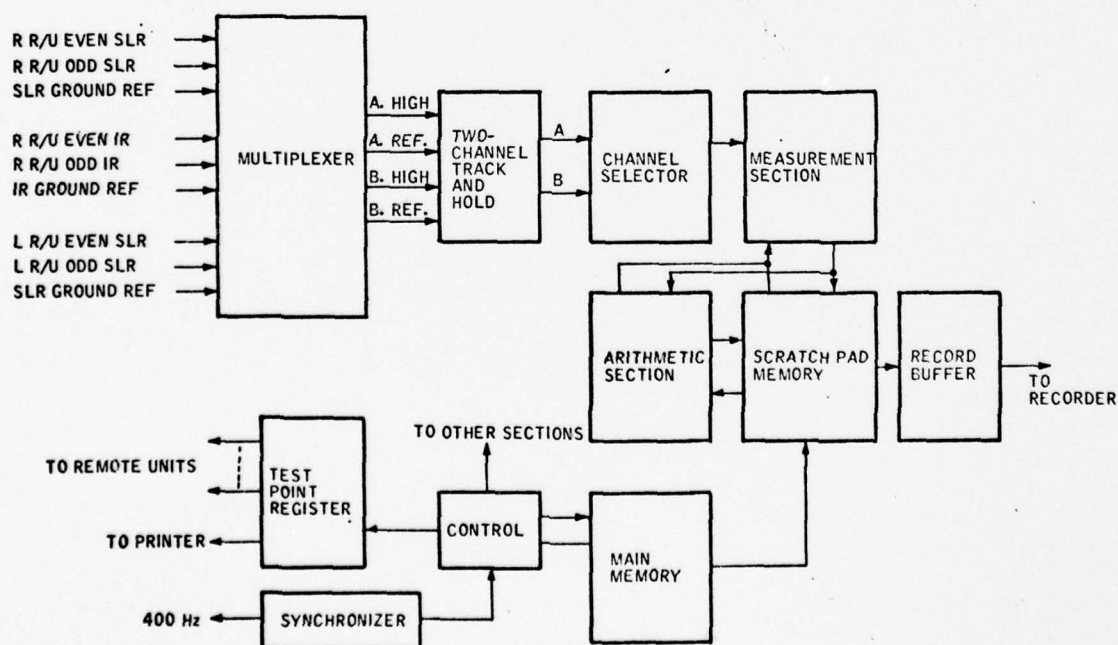 R R/U EVEN SLR
R R/U ODD SLR
SLR GROUND REF
R R/U EVEN IR
R R/U ODD IR
IR GROUND REF
L R/U EVEN SLR
L R/U ODD SLR
SLR GROUND REF
MULTIPLEXER
A. HIGH
A. REF.
B. HIGH
B. REF.
TWO-
CHANNEL
TRACK
AND
HOLD
A
B
CHANNEL
SELECTOR
MEASUREMENT
SECTION
ARITHMETIC
SECTION
SCRATCH PAD
MEMORY
RECORD
BUFFER
TO
RECORDER
TO OTHER SECTIONS
TO REMOTE UNITS
TO PRINTER
TEST
POINT
REGISTER
CONTROL
MAIN
MEMORY
400 Hz
SYNCHRONIZER